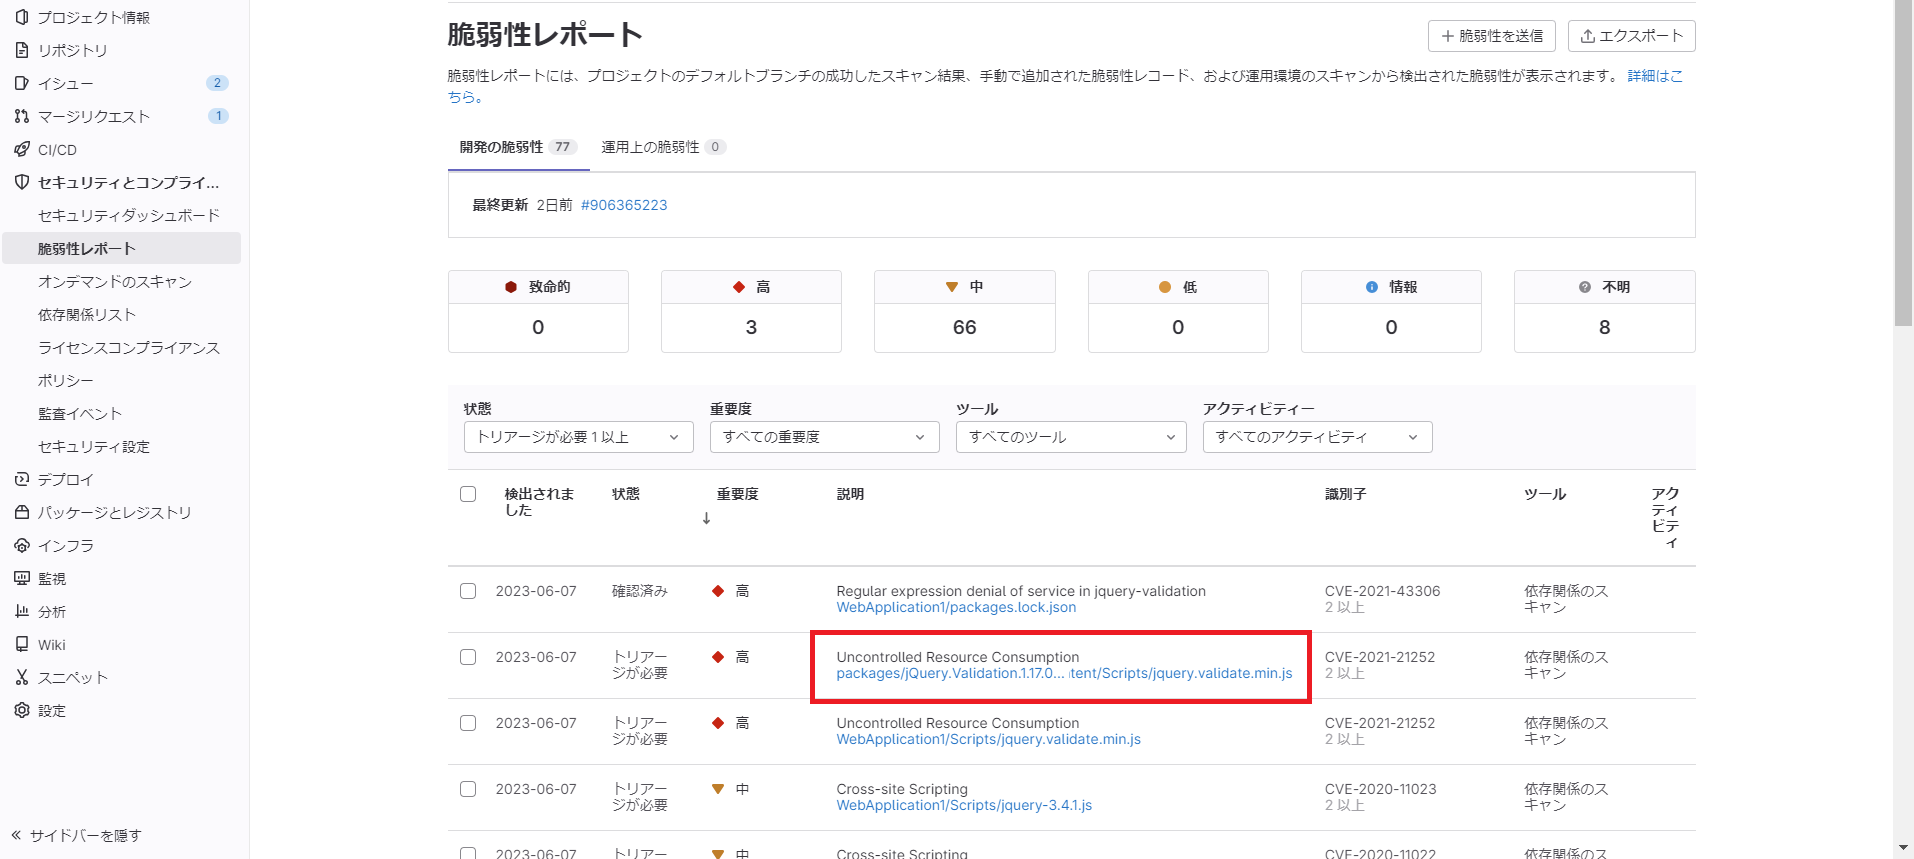 プロジェクト情報
リポジトリ
イシュー 2
マージリクエスト 1
CI/CD
セキュリティとコンプライ...
セキュリティダッシュボード
脆弱性レポート
オンデマンドのスキャン
依存関係リスト
ライセンスコンプライアンス
ポリシー
監査イベント
セキュリティ設定
デプロイ
パッケージとレジストリ
インフラ
監視
分析
Wiki
スニペット
設定
サイドバーを隠す
脆弱性レポート
脆弱性を送信
エクスポート
脆弱性レポートには、プロジェクトのデフォルトブランチの成功したスキャン結果、手動で追加された脆弱性レコード、および運用環境のスキャンから検出された脆弱性が表示されます。 詳細はこ
ちら。
開発の脆弱性 77 運用上の脆弱性 0
最終更新 2日前 #906365223
致命的 高 中 低 情報 不明
0 3 66 0 0 8
状態 重要度 ツール アクティビティー
トリアージが必要 1 以上 すべての重要度 すべてのツール すべてのアクティビティ
検出されま
した
状態
重要度
説明
識別子
ツール
アク
ティ
ビテ
ィ
2023-06-07 確認済み 高 Regular expression denial of service in jquery-validation CVE-2021-43306 依存関係のス
WebApplication1/packages.lock.json 2 以上 キャン
2023-06-07 トリアー 高 Uncontrolled Resource Consumption CVE-2021-21252 依存関係のス
ジが必要 packages/jQuery.Validation.1.17.0... tent/Scripts/jquery.validate.min.js 2 以上 キャン
2023-06-07 トリアー 高 Uncontrolled Resource Consumption CVE-2021-21252 依存関係のス
ジが必要 WebApplication1/Scripts/jquery.validate.min.js 2 以上 キャン
2023-06-07 トリアー 中 Cross-site Scripting CVE-2020-11023 依存関係のス
ジが必要 WebApplication1/Scripts/jquery-3.4.1.js 2 以上 キャン
2023-06-07 トリアー 中 Cross-site Scripting CVE-2020-11022 依存関係のス